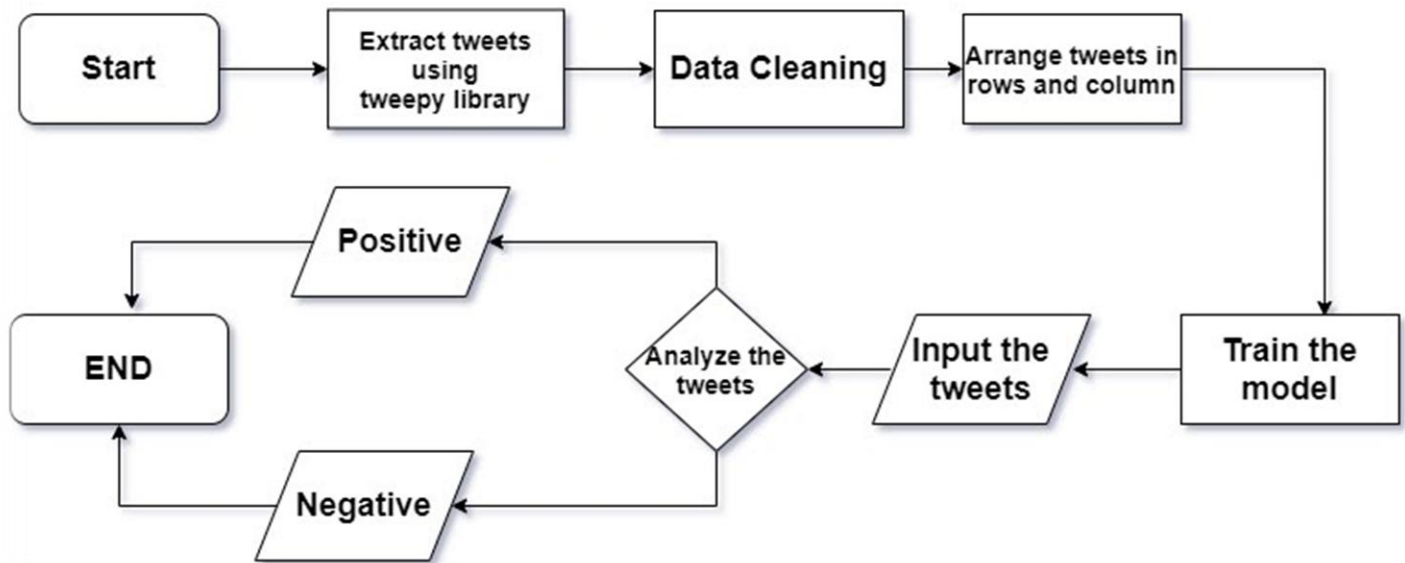 Start
Extract tweets
using
tweepy library
Data Cleaning
Arrange tweets in
rows and column
Train the
model
Input the
tweets
Analyze the
tweets
Positive
Negative
END